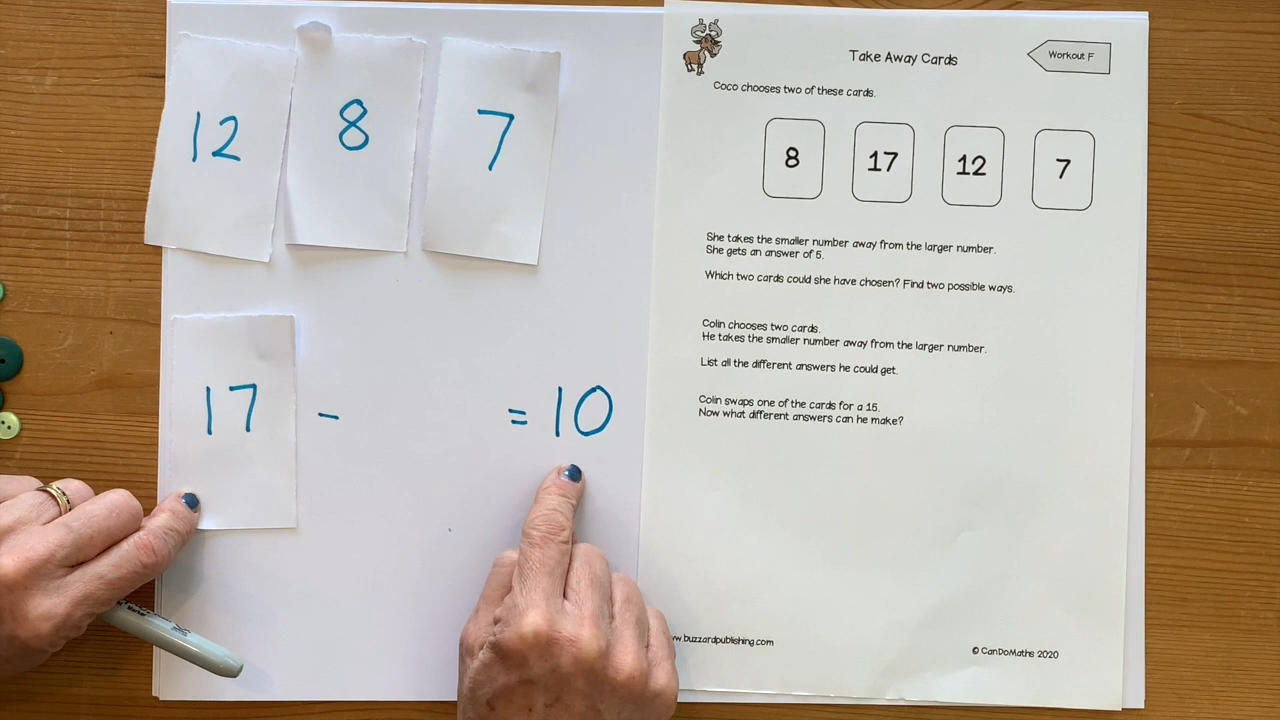 12 8 7
17 - = 10
Take Away Cards
Workout F
Coco chooses two of these cards.
8 17 12 7
She takes the smaller number away from the larger number.
She gets an answer of 5.
Which two cards could she have chosen? Find two possible ways.
Colin chooses two cards.
He takes the smaller number away from the larger number.
List all the different answers he could get.
Colin swaps one of the cards for a 15.
Now what different answers can he make?
w.buzzardpublishing.com
© CanDoMaths 2020